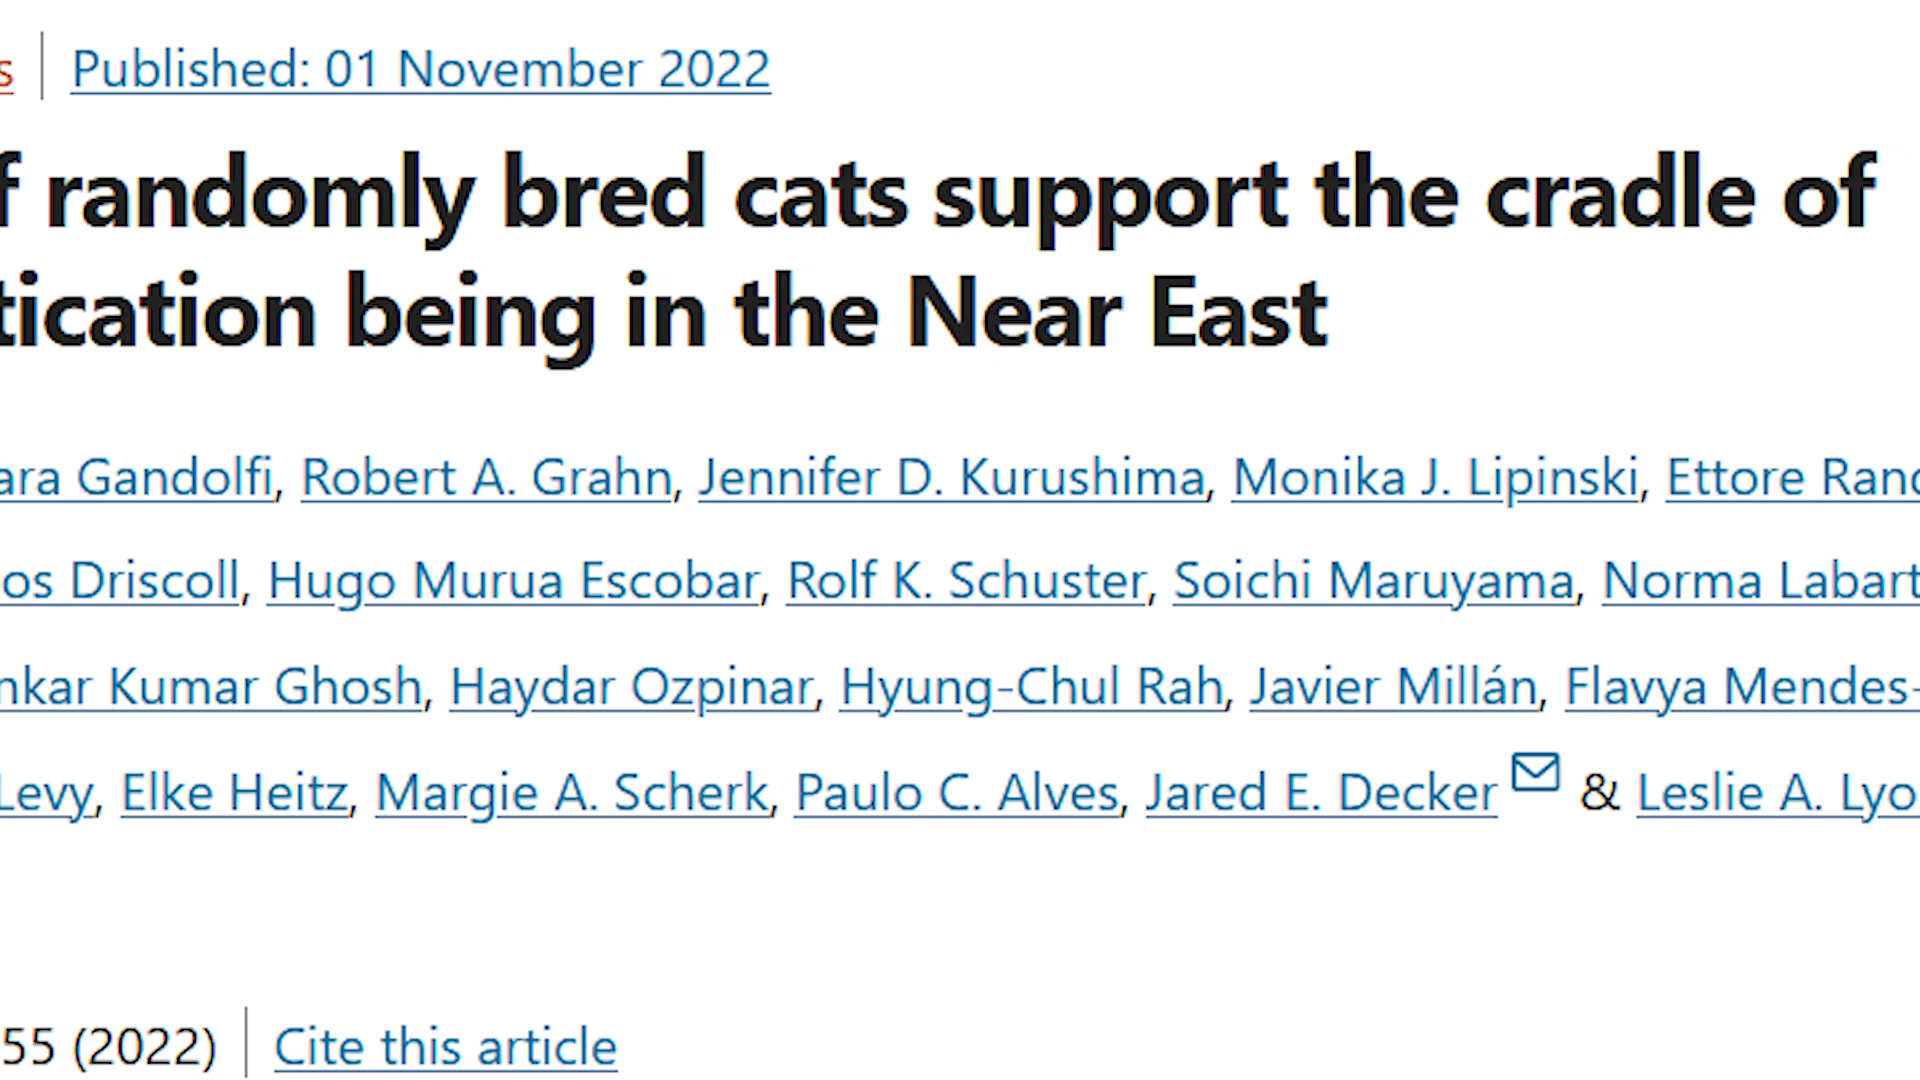 s | Published: 01 November 2022
f randomly bred cats support the cradle of
tication being in the Near East
ara Gandolfi, Robert A. Grahn, Jennifer D. Kurushima, Monika J. Lipinski, Ettore Rand
os Driscoll, Hugo Murua Escobar, Rolf K. Schuster, Soichi Maruyama, Norma Labart
nkar Kumar Ghosh, Haydar Ozpinar, Hyung-Chul Rah, Javier Millán, Flavya Mendes-
Levy, Elke Heitz, Margie A. Scherk, Paulo C. Alves, Jared E. Decker & Leslie A. Lyo
55 (2022) | Cite this article